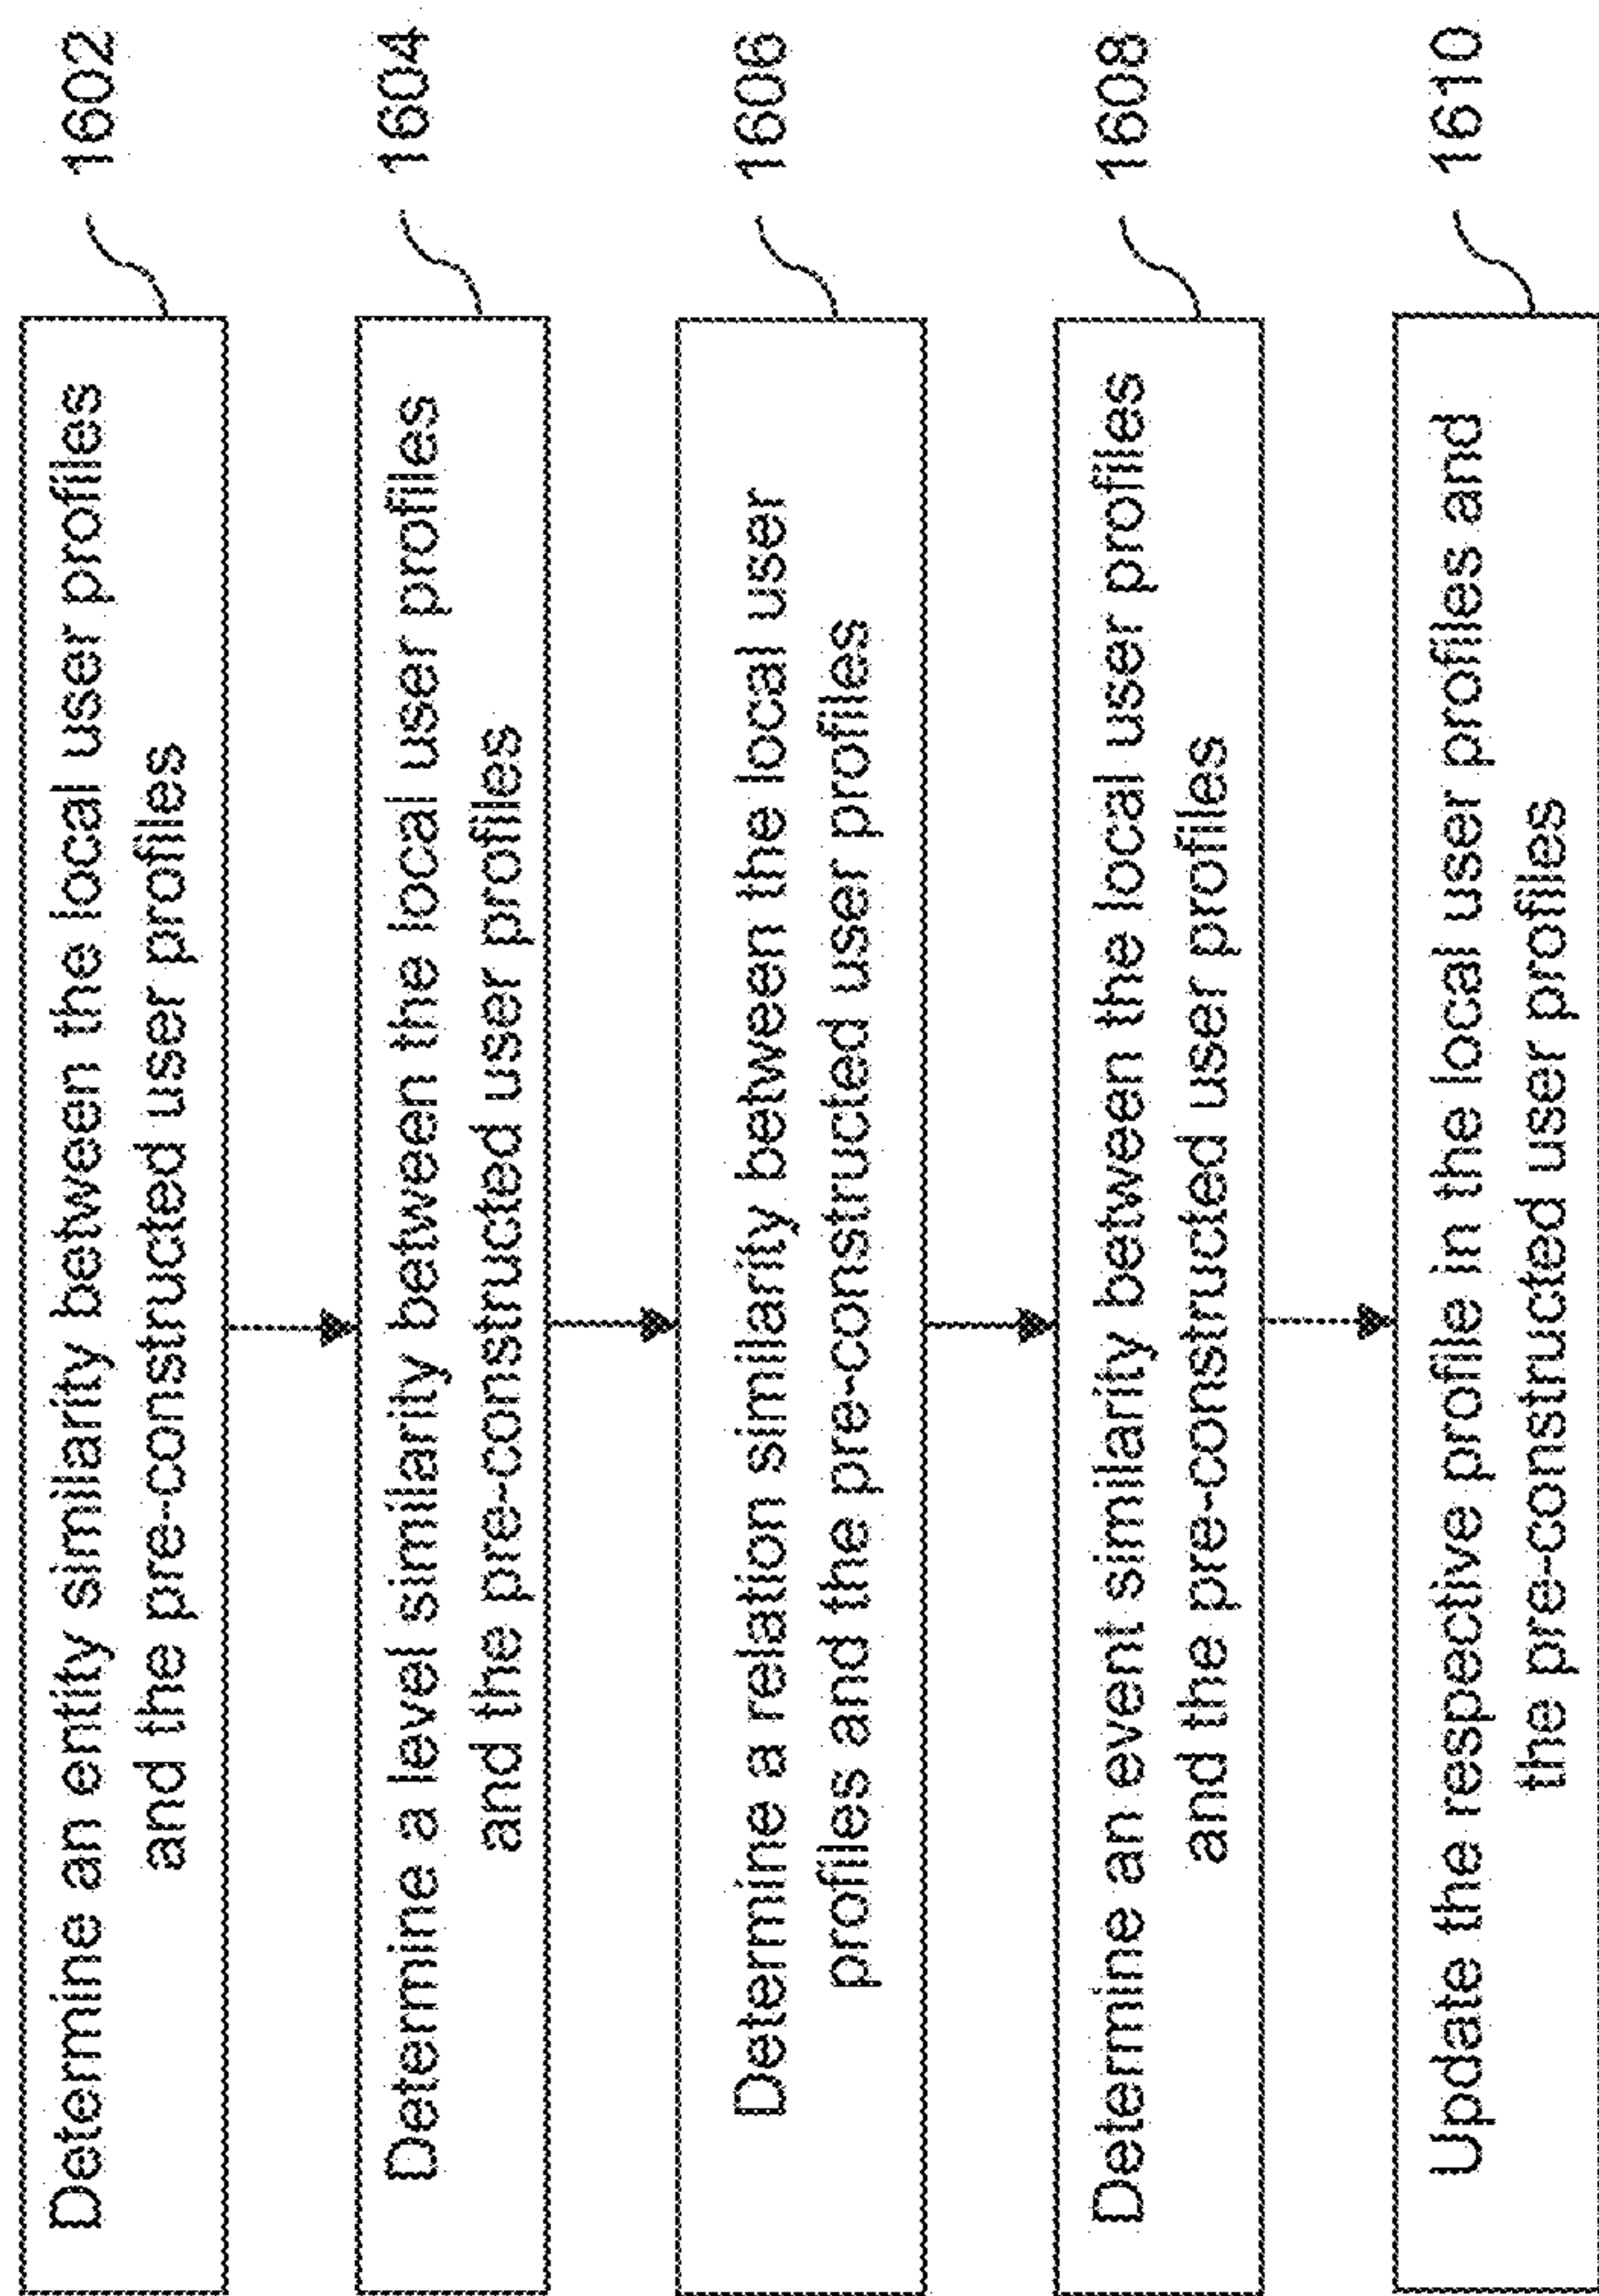 Determine an entity similarity between the local user profiles
and the pre-constructed user profiles
1602
Determine a level similarity between the local user profiles
and the pre-constructed user profiles
1604
Determine a relation similarity between the local user
profiles and the pre-constructed user profiles
1606
Determine an event similarity between the local user profiles
and the pre-constructed user profiles
1608
Update the respective profile in the local user profiles and
the pre-constructed user profiles
1610